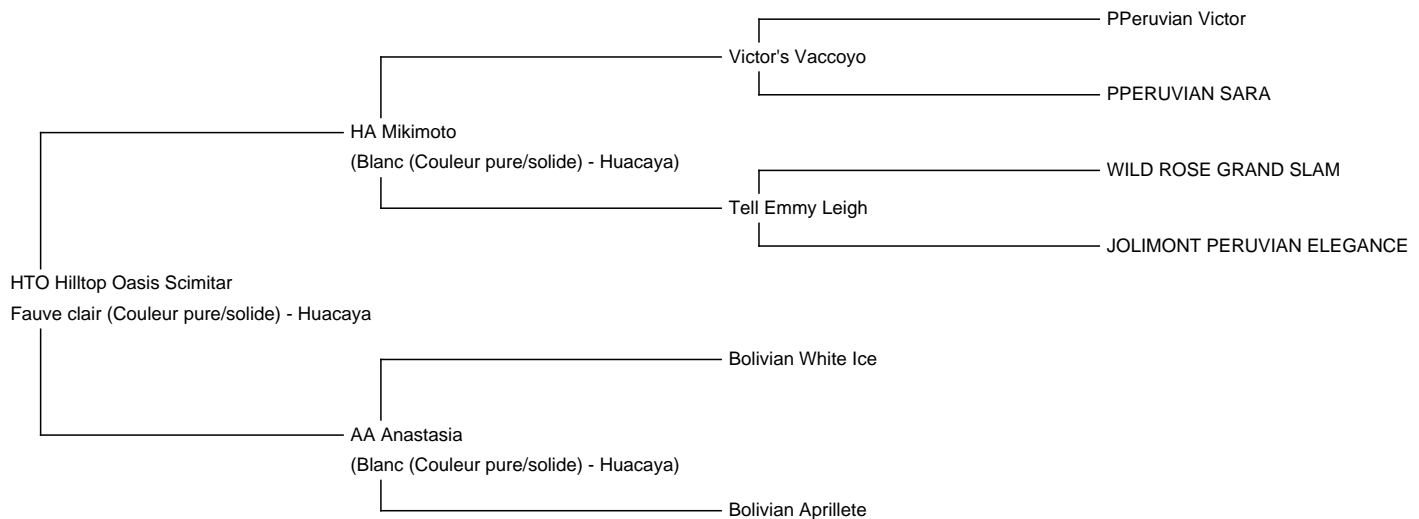 PPeruvian Victor
Victor's Vaccoyo
PPERUVIAN SARA
HA Mikimoto
(Blanc (Couleur pure/solide) - Huacaya)
WILD ROSE GRAND SLAM
Tell Emmy Leigh
JOLIMONT PERUVIAN ELEGANCE
HTO Hilltop Oasis Scimitar
Fauve clair (Couleur pure/solide) - Huacaya
Bolivian White Ice
AA Anastasia
(Blanc (Couleur pure/solide) - Huacaya)
Bolivian Aprillete